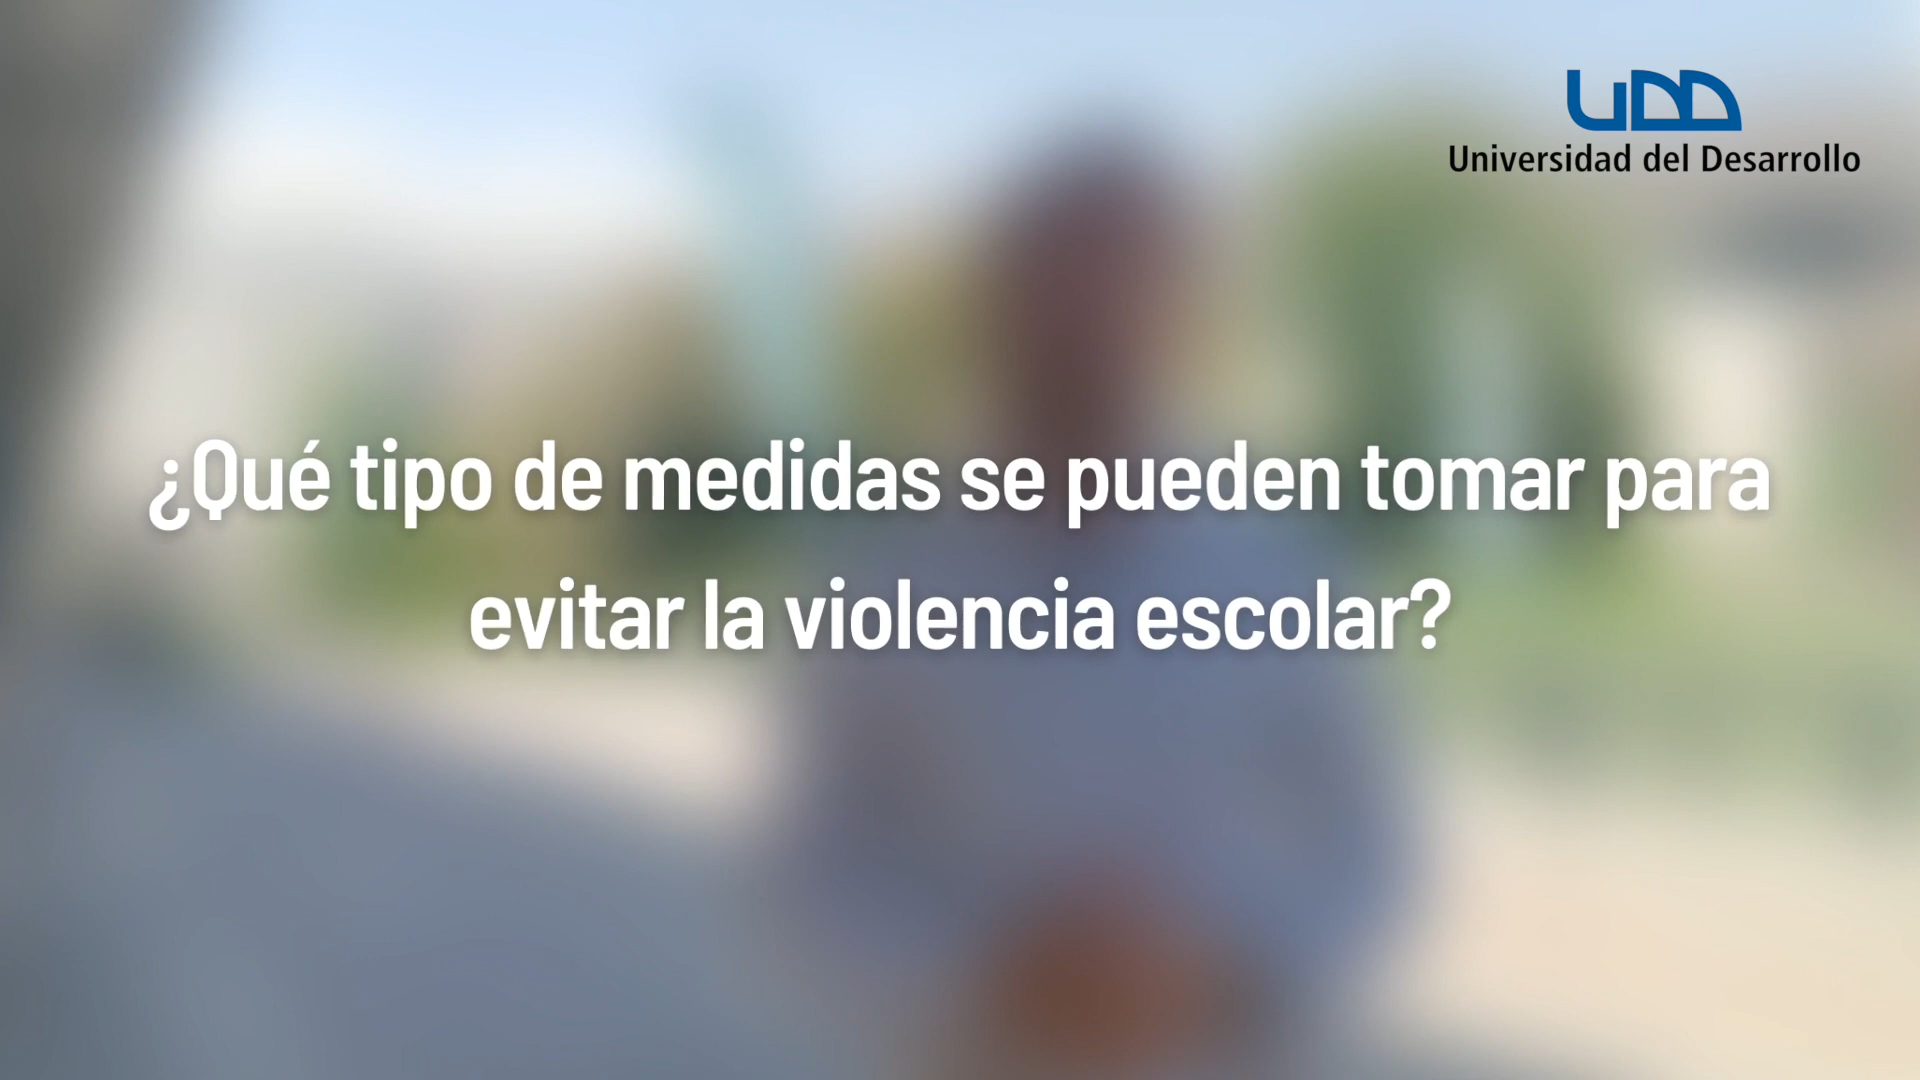 UDD
Universidad del Desarrollo
¿Qué tipo de medidas se pueden tomar para
evitar la violencia escolar?